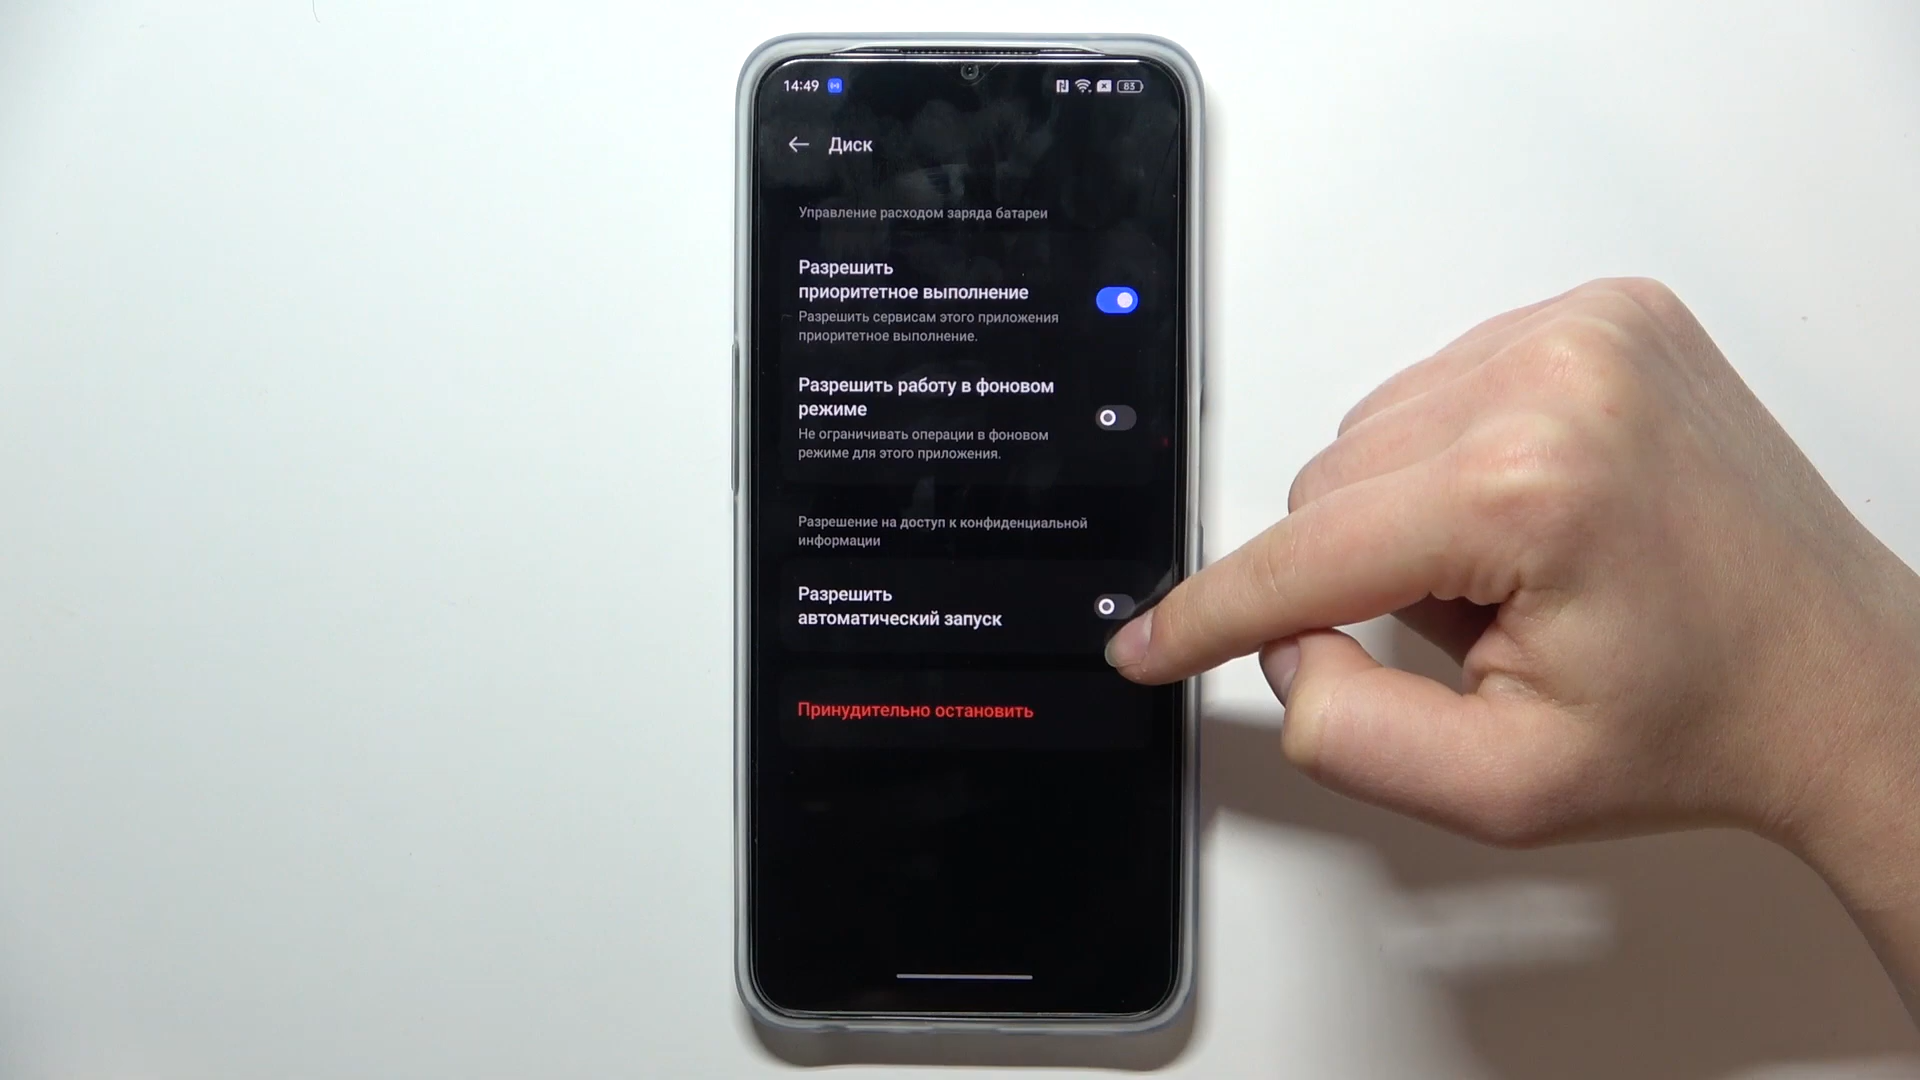 14:49
83
Диск
Управление расходом заряда батареи
Разрешить
приоритетное выполнение
Разрешить сервисам этого приложения
приоритетное выполнение.
Разрешить работу в фоновом
режиме
Не ограничивать операции в фоновом
режиме для этого приложения.
Разрешение на доступ к конфиденциальной
информации
Разрешить
автоматический запуск
Принудительно остановить